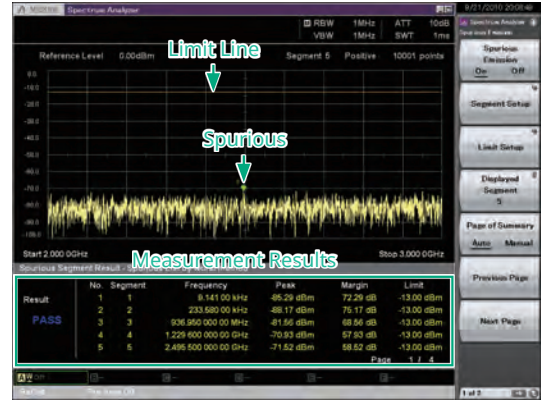 Spectrum Analyzer
9/21/2010 20:08:46
RBW 1MHz ATT 10dB
VBW 1MHz SWT 1ms
Reference Level 0.00dBm Segment 5 Positive 10001 points
Limit Line
Spurious
0.0
-10.0
-20.0
-30.0
-40.0
-50.0
-60.0
-70.0
-80.0
-90.0
-100.0
Start 2.000 0GHz Stop 3.000 0GHz
Measurement Results
Spurious Segment Result
No. Segment Frequency Peak Margin Limit
Result
PASS
1 1 9.141 00 kHz -85.29 dBm 72.29 dB -13.00 dBm
2 2 233.580 00 kHz -88.17 dBm 75.17 dB -13.00 dBm
3 3 936.950 000 00 MHz -81.56 dBm 68.56 dB -13.00 dBm
4 4 1.229 600 000 00 GHz -70.93 dBm 57.93 dB -13.00 dBm
5 5 2.495 500 000 00 GHz -71.52 dBm 58.52 dB -13.00 dBm
Page 1 / 4
Spectrum Analyzer
Spurious Emission
Spurious
Emission
On Off
Segment Setup
Limit Setup
Displayed
Segment
5
Page of Summary
Auto Manual
Previous Page
Next Page
1 of 2